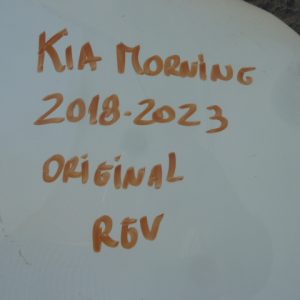 KIA MORNING
2018-2023
ORIGINAL
REV